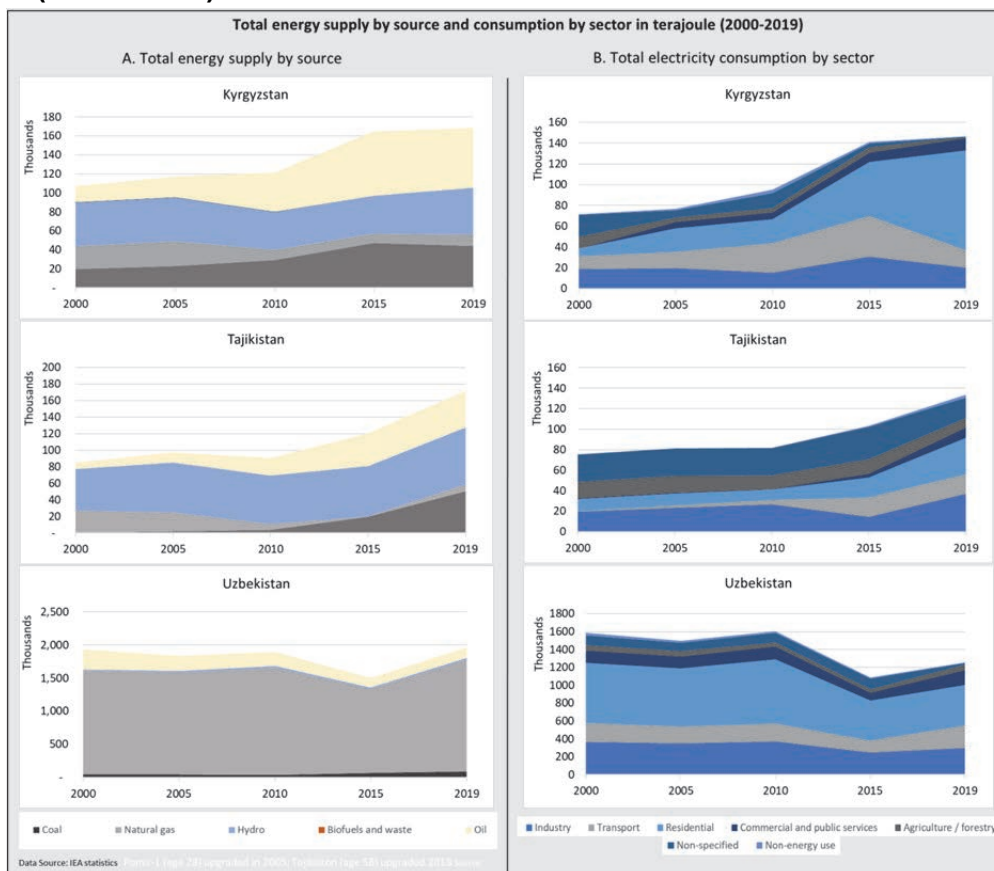 Total energy supply by source and consumption by sector in terajoule (2000-2019)
A. Total energy supply by source
B. Total electricity consumption by sector
Kyrgyzstan
Thousands
180
160
140
120
100
80
60
40
20
-
2000 2005 2010 2015 2019
Kyrgyzstan
Thousands
160
140
120
100
80
60
40
20
0
2000 2005 2010 2015 2019
Tajikistan
Thousands
200
180
160
140
120
100
80
60
40
20
-
2000 2005 2010 2015 2019
Tajikistan
Thousands
160
140
120
100
80
60
40
20
0
2000 2005 2010 2015 2019
Uzbekistan
Thousands
2,500
2,000
1,500
1,000
500
-
2000 2005 2010 2015 2019
Uzbekistan
Thousands
1800
1600
1400
1200
1000
800
600
400
200
0
2000 2005 2010 2015 2019
Coal Natural gas Hydro Biofuels and waste Oil
Industry Transport Residential Commercial and public services Agriculture / forestry
Non-specified Non-energy use
Data Source: IEA statistics